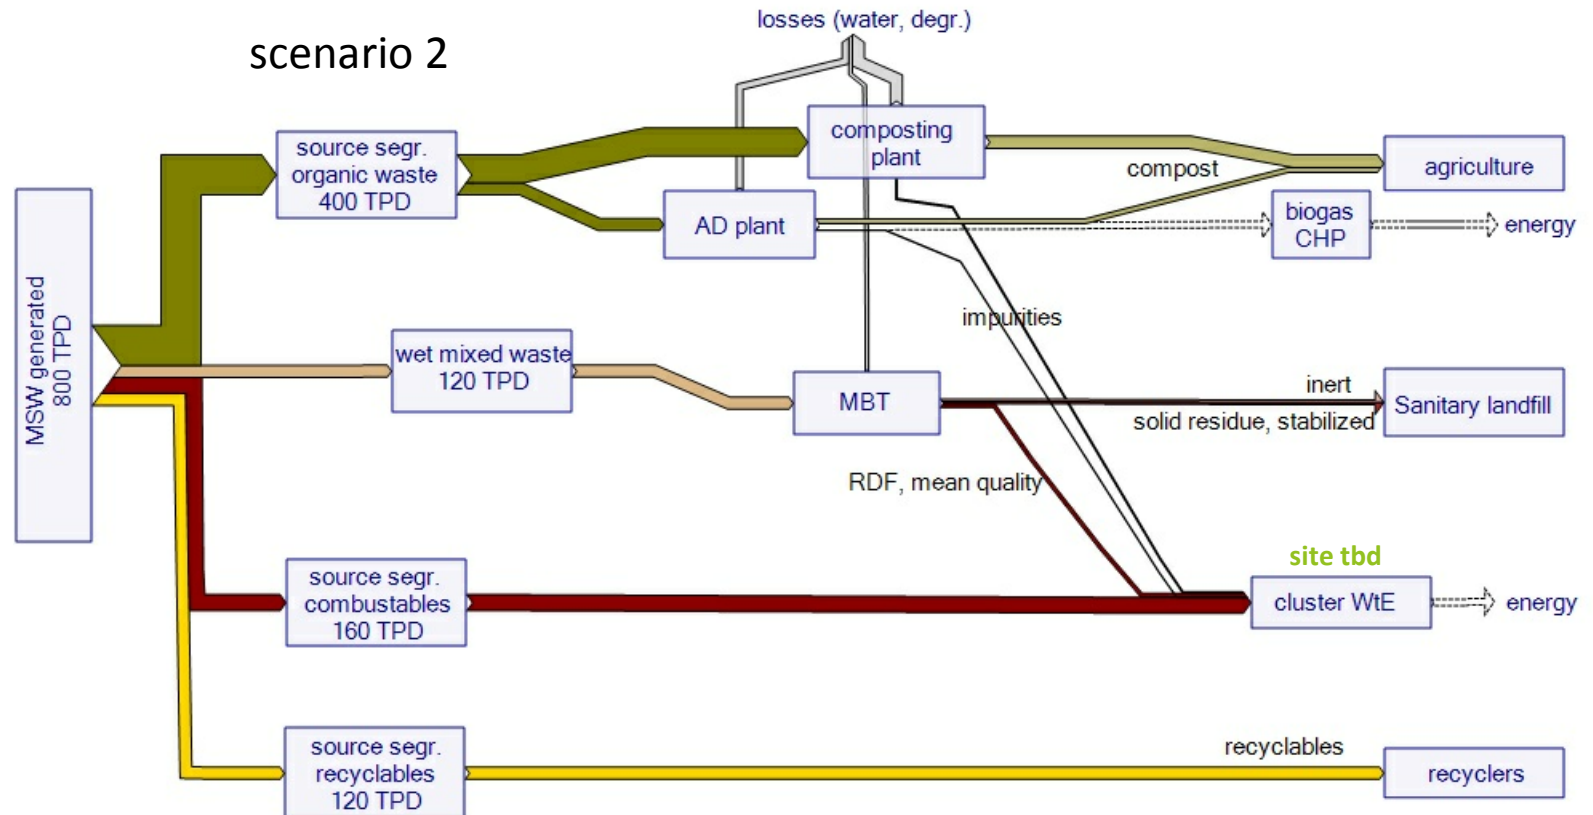 losses (water, degr.)
scenario 2
source segr.
organic waste
400 TPD
composting
plant
compost
agriculture
AD plant
biogas
CHP
energy
MSW generated
800 TPD
impurities
wet mixed waste
120 TPD
MBT
inert
solid residue, stabilized
Sanitary landfill
RDF, mean quality
site tbd
source segr.
combustables
160 TPD
cluster WtE
energy
source segr.
recyclables
120 TPD
recyclables
recyclers